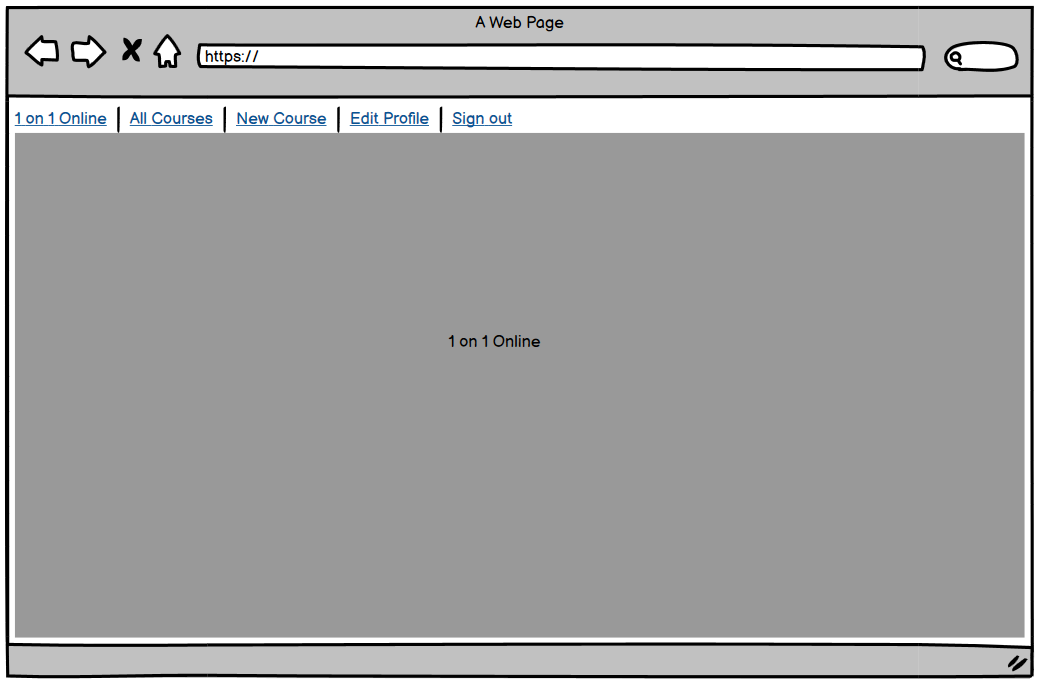 A Web Page
https://
1 on 1 Online All Courses New Course Edit Profile Sign out
1 on 1 Online